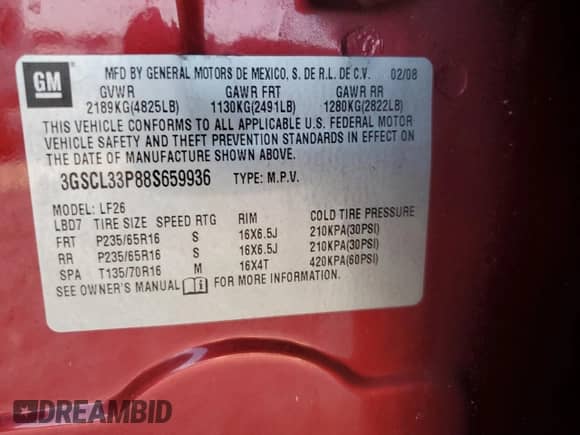 GM
MFD BY GENERAL MOTORS DE MEXICO, S. DE R.L. DE C.V. 02/08
GVWR GAWR FRT GAWR RR
2189KG(4825LB) 1130KG(2491LB) 1280KG(2822LB)
THIS VEHICLE CONFORMS TO ALL APPLICABLE U.S. FEDERAL MOTOR
VEHICLE SAFETY AND THEFT PREVENTION STANDARDS IN EFFECT ON THE
DATE OF MANUFACTURE SHOWN ABOVE.
3GSCL33P88S659936 TYPE: M.P.V.
MODEL: LF26
LBD7 TIRE SIZE SPEED RTG RIM COLD TIRE PRESSURE
FRT P235/65R16 S 16X6.5J 210KPA(30PSI)
RR P235/65R16 S 16X6.5J 210KPA(30PSI)
SPA T135/70R16 M 16X4T 420KPA(60PSI)
SEE OWNER'S MANUAL FOR MORE INFORMATION.
DREAMBID